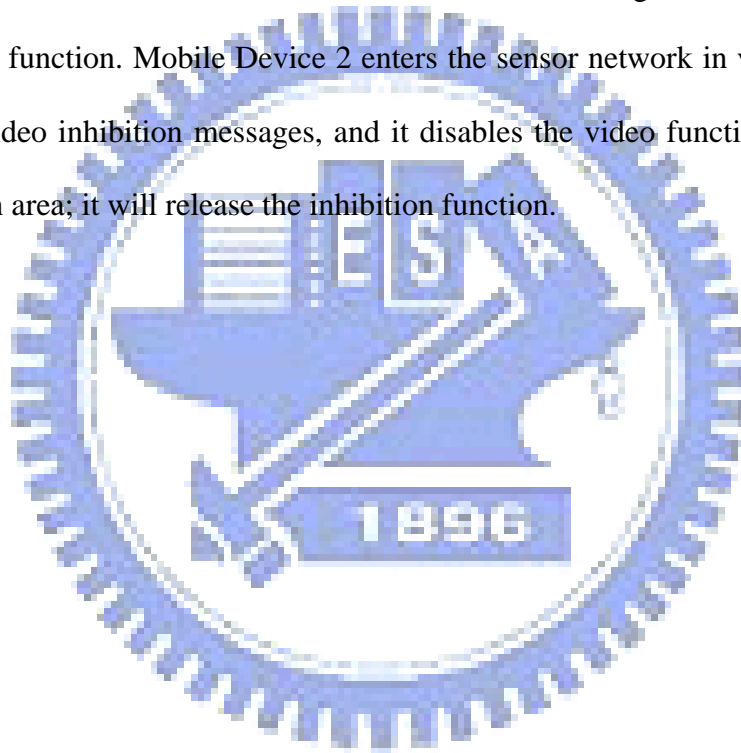 function. Mobile Device 2 enters the sensor network in
ideo inhibition messages, and it disables the video functi
area; it will release the inhibition function.
E S A
1896